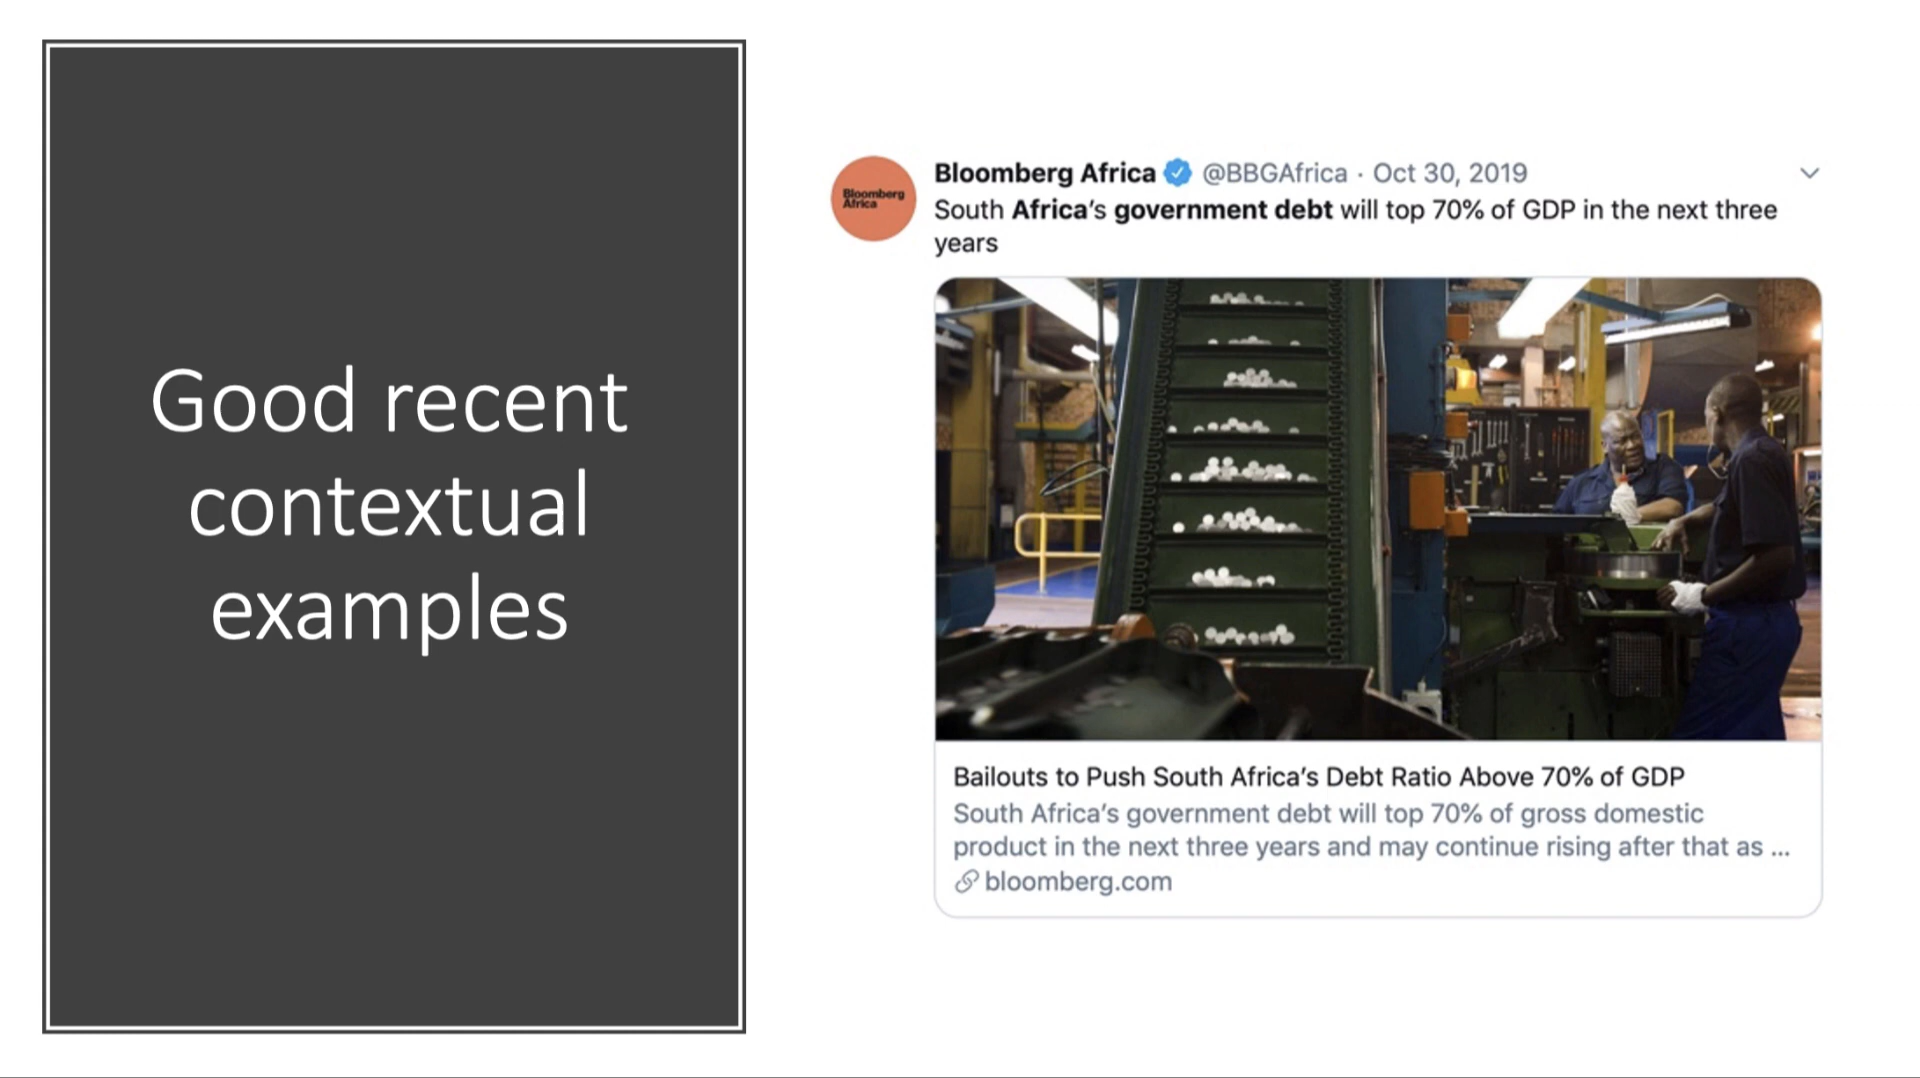 Good recent
contextual
examples
Bloomberg
Africa
Bloomberg Africa @BBGAfrica · Oct 30, 2019
South Africa’s government debt will top 70% of GDP in the next three
years
Bailouts to Push South Africa’s Debt Ratio Above 70% of GDP
South Africa’s government debt will top 70% of gross domestic
product in the next three years and may continue rising after that as ...
bloomberg.com